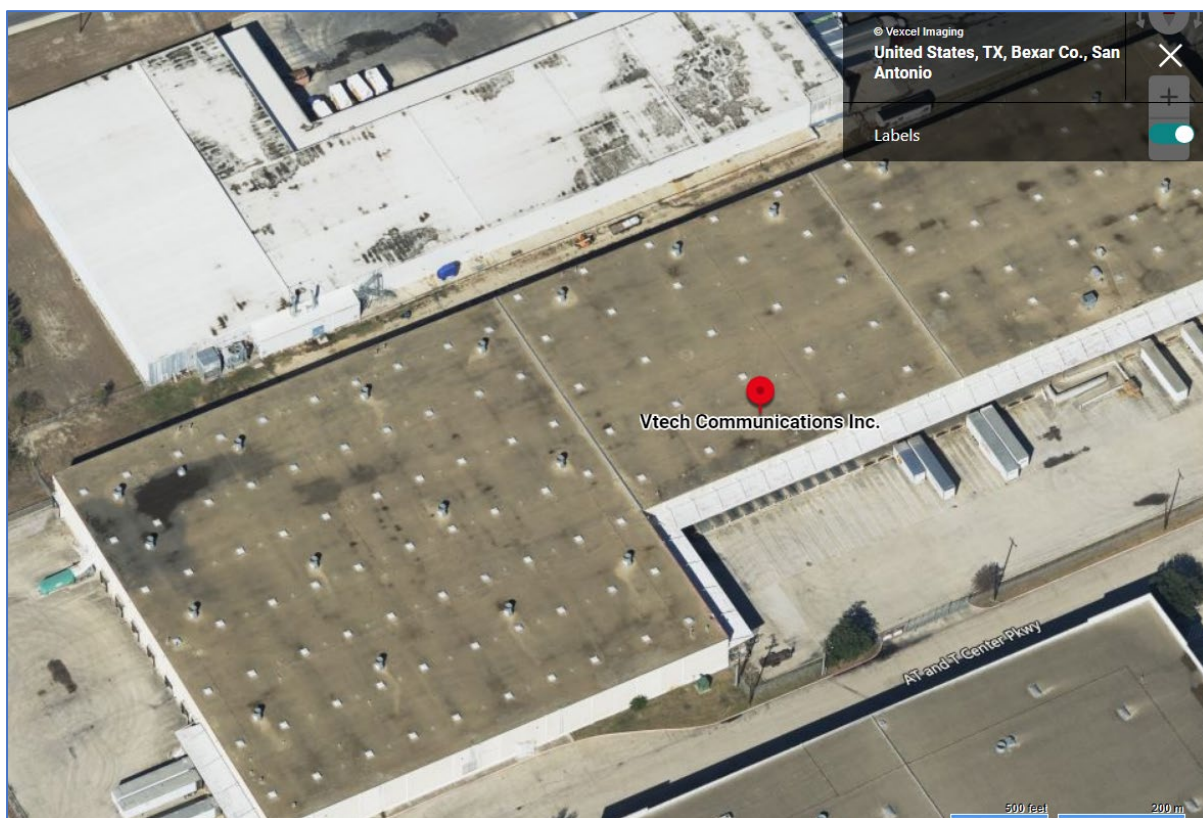 © Vexcel Imaging
United States, TX, Bexar Co., San
Antonio
Labels
Vtech Communications Inc.
AT and T Center Pkwy
500 feet
200 m